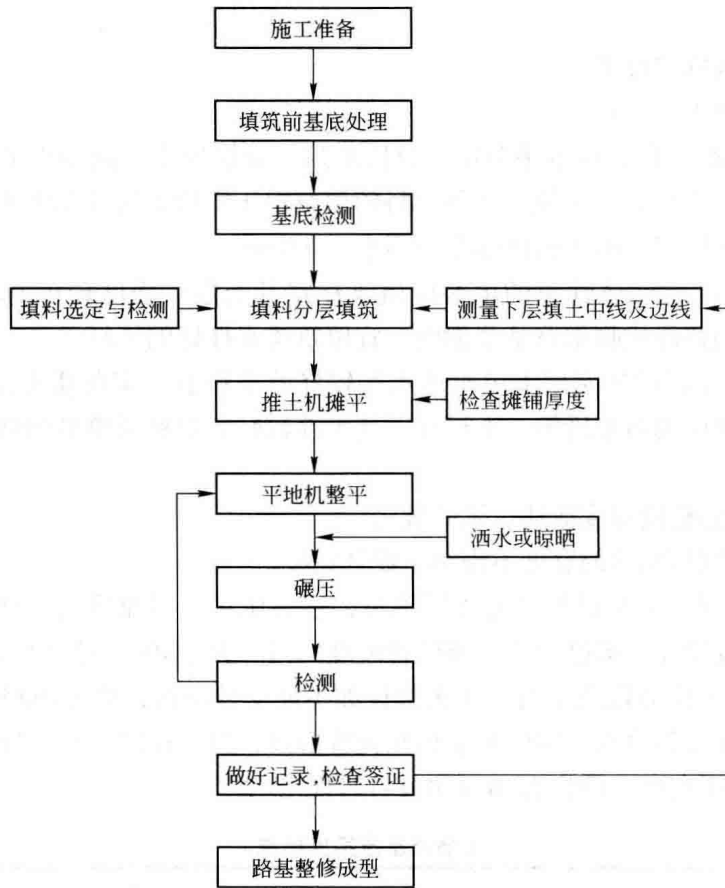 施工准备
填筑前基底处理
基底检测
填料选定与检测
填料分层填筑
测量下层填土中线及边线
推土机摊平
检查摊铺厚度
平地机整平
洒水或晾晒
碾压
检测
做好记录,检查签证
路基整修成型